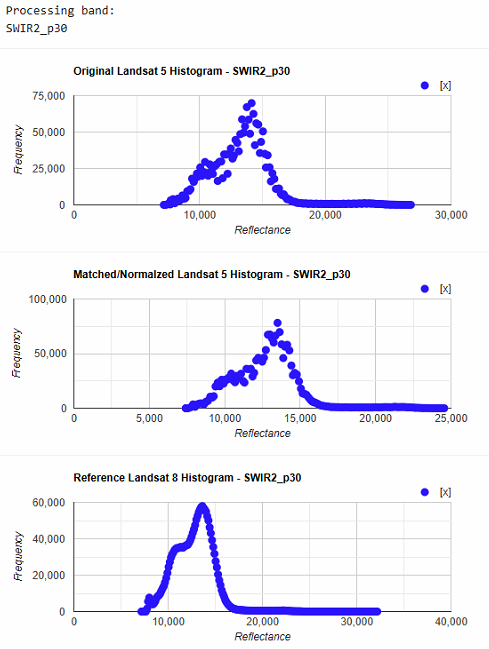 Processing band:
SWIR2_p30
Original Landsat 5 Histogram - SWIR2_p30
[x]
75,000
50,000
25,000
0
Frequency
0
10,000
20,000
30,000
Reflectance
Matched/Normalzed Landsat 5 Histogram - SWIR2_p30
[x]
100,000
50,000
0
Frequency
0
5,000
10,000
15,000
20,000
25,000
Reflectance
Reference Landsat 8 Histogram - SWIR2_p30
[x]
60,000
40,000
20,000
0
Frequency
0
10,000
20,000
30,000
40,000
Reflectance